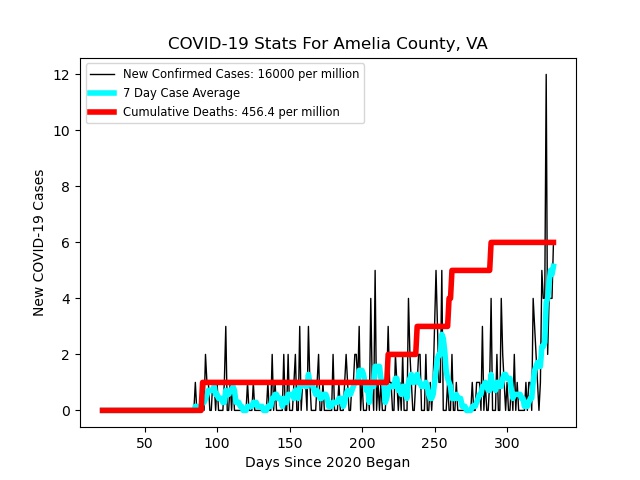 COVID-19 Stats For Amelia County, VA
New Confirmed Cases: 16000 per million
7 Day Case Average
Cumulative Deaths: 456.4 per million
New COVID-19 Cases
12
10
8
6
4
2
0
50
100
150
200
250
300
Days Since 2020 Began